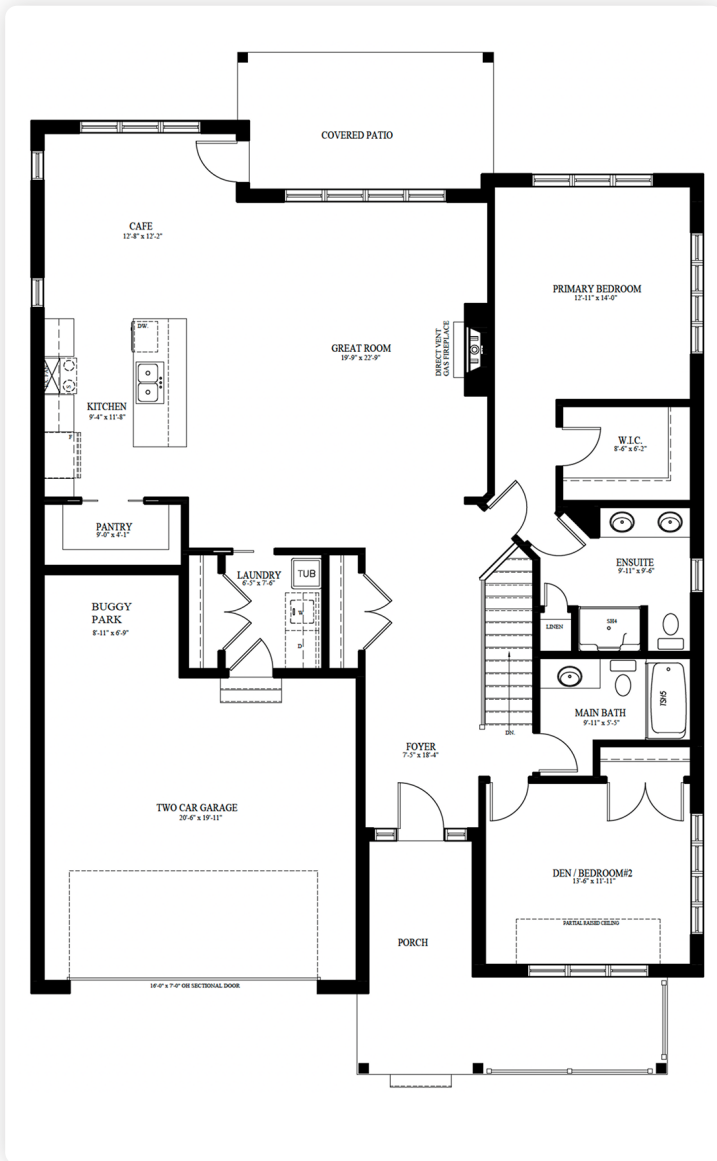 COVERED PATIO
CAFE
12'-8" x 12'-2"
PRIMARY BEDROOM
12'-11" x 14'-0"
DW.
GREAT ROOM
19'-9" x 22'-9"
DIRECT VENT
GAS FIREPLACE
KITCHEN
9'-4" x 11'-8"
F
W.I.C.
8'-6" x 6'-2"
PANTRY
9'-0" x 4'-1"
ENSUITE
9'-11" x 9'-6"
LAUNDRY
6'-5" x 7'-6"
TUB
BUGGY
PARK
8'-11" x 6'-9"
W
D
LINEN
SH4
TSH5
MAIN BATH
9'-11" x 5'-5"
DN.
FOYER
7'-5" x 18'-4"
TWO CAR GARAGE
20'-6" x 19'-11"
DEN / BEDROOM#2
13'-6" x 11'-11"
PARTIAL RAISED CEILING
PORCH
16'-0" x 7'-0" OH SECTIONAL DOOR